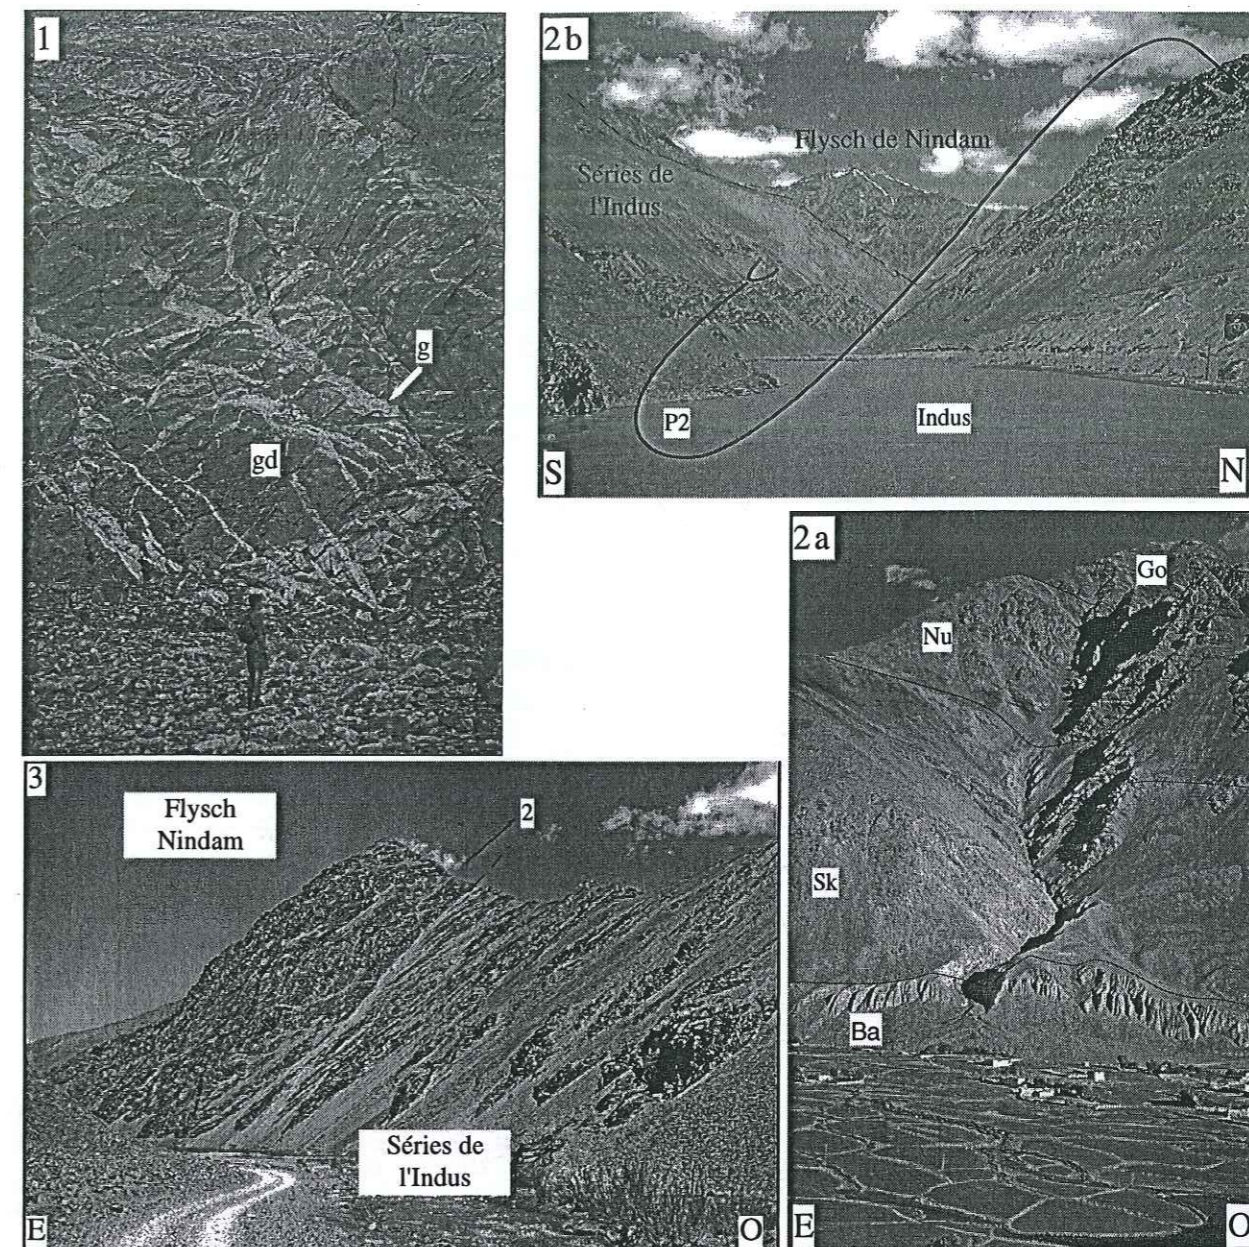 1
g
gd
2b
Flysch de Nindam
Séries de
l'Indus
P2
Indus
S
N
2a
Go
Nu
Sk
Ba
E
O
3
Flysch
Nindam
2
Séries de
l'Indus
E
O